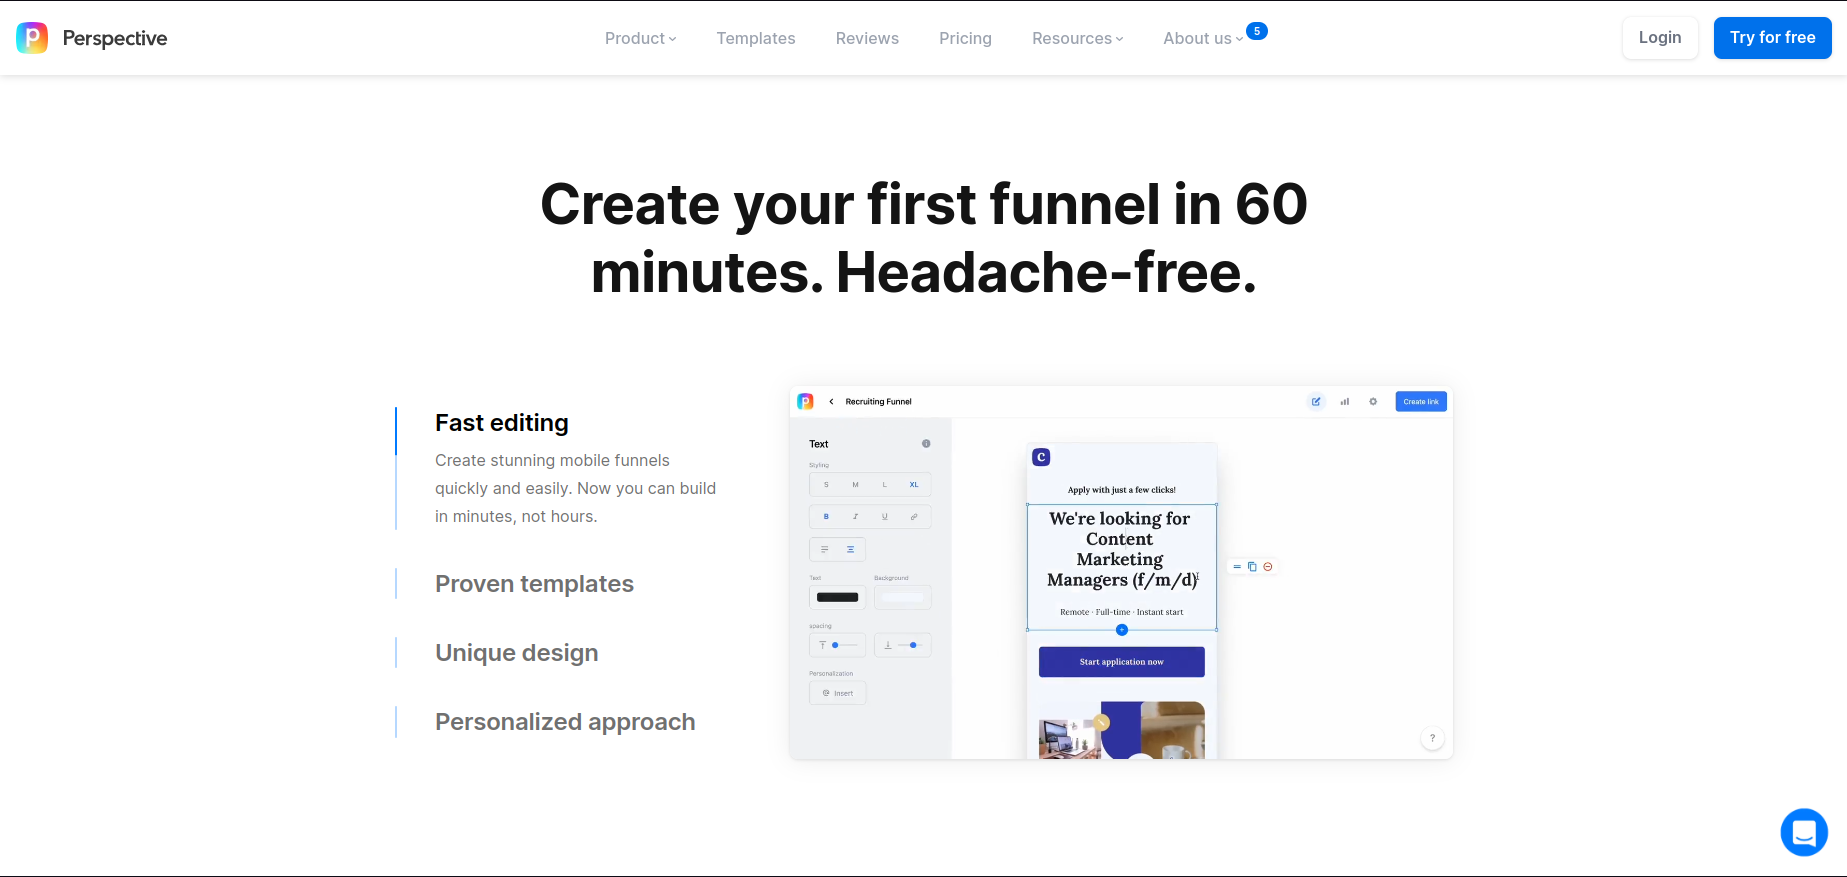 Perspective
Product
Templates
Reviews
Pricing
Resources
About us
5
Login
Try for free
Create your first funnel in 60
minutes. Headache-free.
Fast editing
Create stunning mobile funnels
quickly and easily. Now you can build
in minutes, not hours.
Proven templates
Unique design
Personalized approach
Recruiting Funnel
Create link
Text
Styling
S M L XL
B I U
Text Background
spacing
Personalization
@ Insert
C
Apply with just a few clicks!
We're looking for
Content
Marketing
Managers (f/m/d)
Remote · Full-time · Instant start
Start application now
?